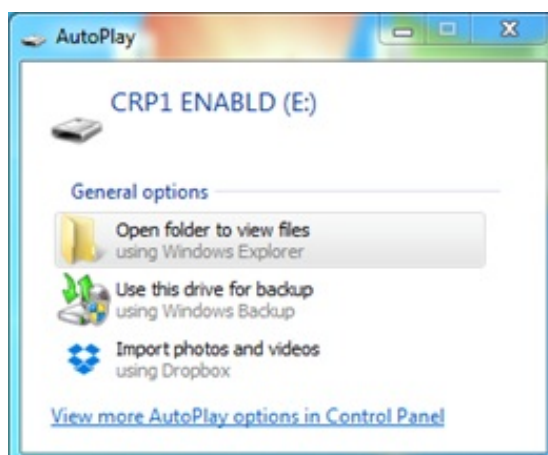 AutoPlay
CRP1 ENABLD (E:)
General options
Open folder to view files
using Windows Explorer
Use this drive for backup
using Windows Backup
Import photos and videos
using Dropbox
View more AutoPlay options in Control Panel